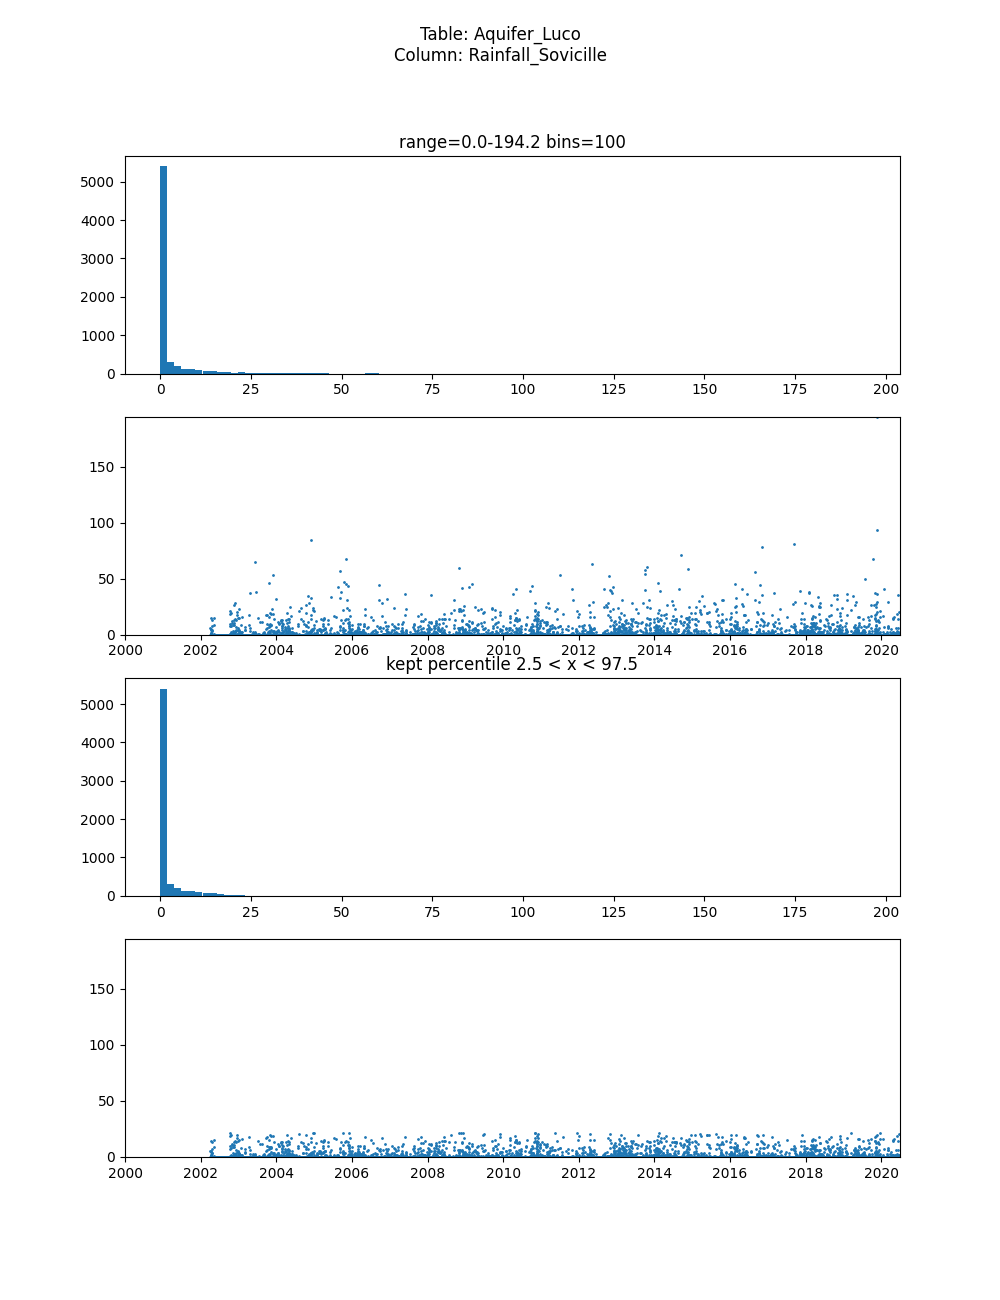 Table: Aquifer_Luco
Column: Rainfall_Sovicille
range=0.0-194.2 bins=100
5000
4000
3000
2000
1000
0
0 25 50 75 100 125 150 175 200
150
100
50
0
2000 2002 2004 2006 2008 2010 2012 2014 2016 2018 2020
kept percentile 2.5 < x < 97.5
5000
4000
3000
2000
1000
0
0 25 50 75 100 125 150 175 200
150
100
50
0
2000 2002 2004 2006 2008 2010 2012 2014 2016 2018 2020